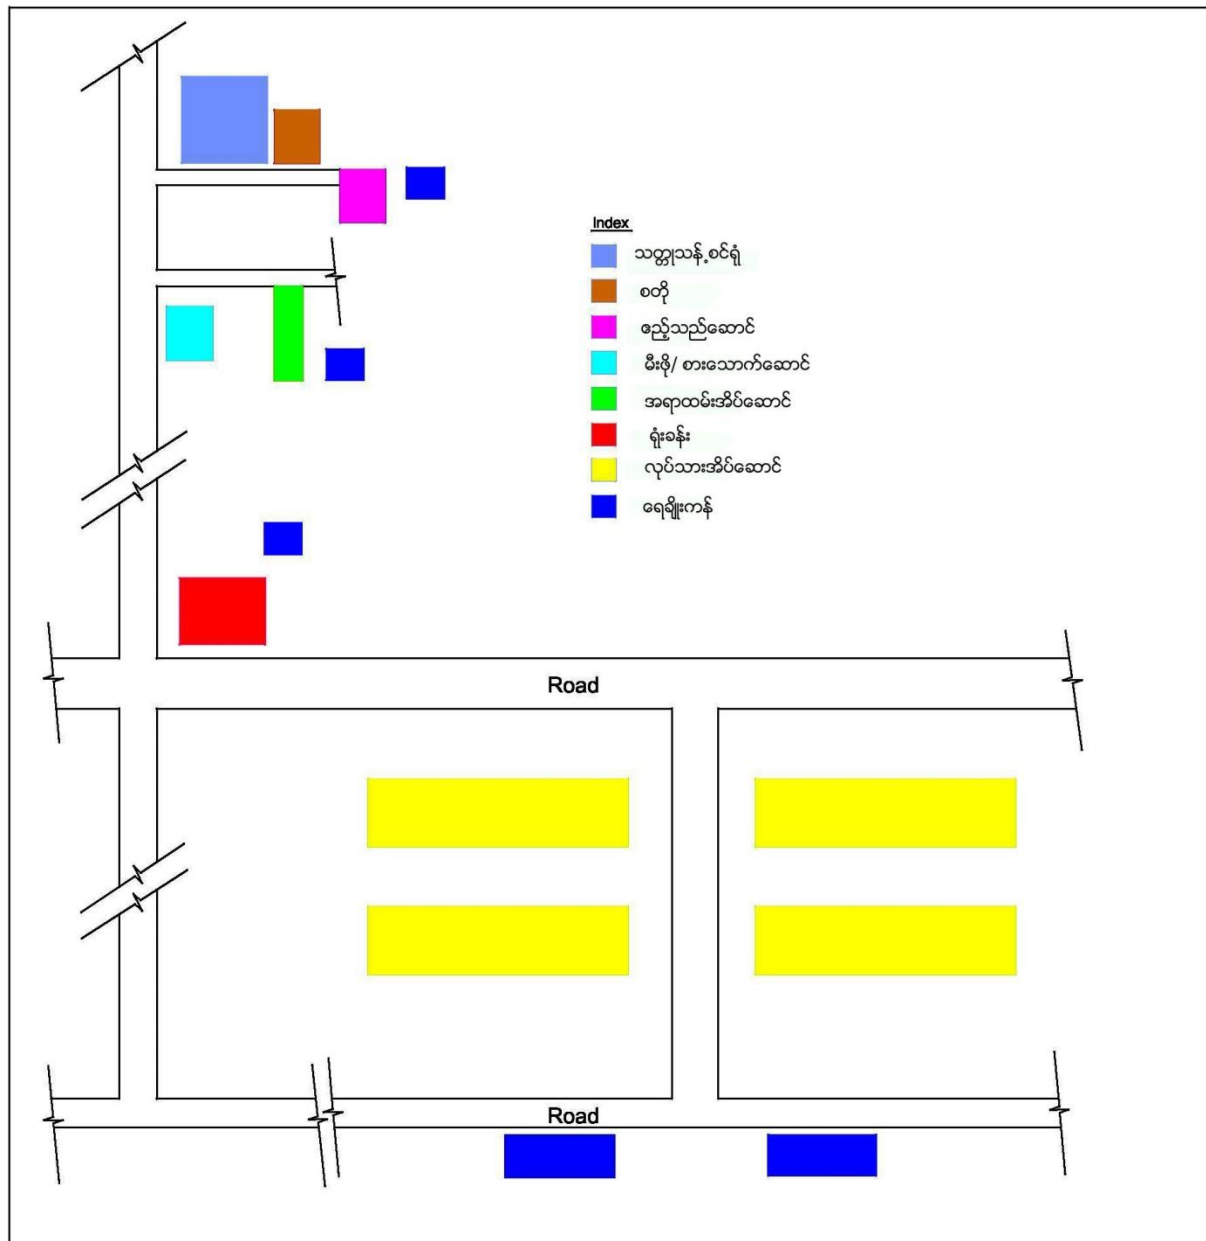 Index
သတ္တုသန့်စင်ရုံ
စတို
ဧည့်သည်ဆောင်
မီးဖို/ စားသောက်ဆောင်
အရာထမ်းအိပ်ဆောင်
ရုံးခန်း
လုပ်သားအိပ်ဆောင်
ရေချိုးကန်
Road
Road